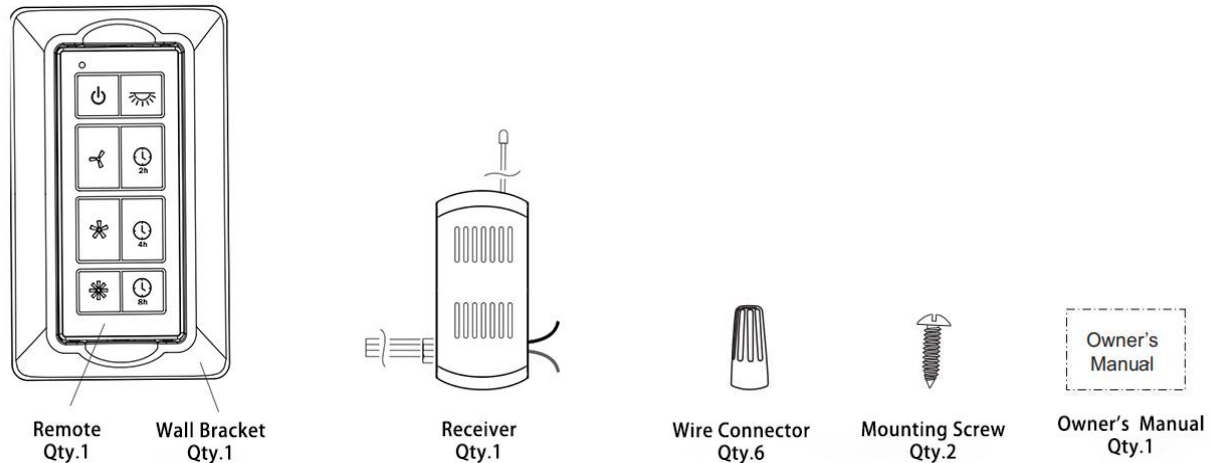 2h
4h
8h
Owner's
Manual
Remote
Qty.1
Wall Bracket
Qty.1
Receiver
Qty.1
Wire Connector
Qty.6
Mounting Screw
Qty.2
Owner's Manual
Qty.1